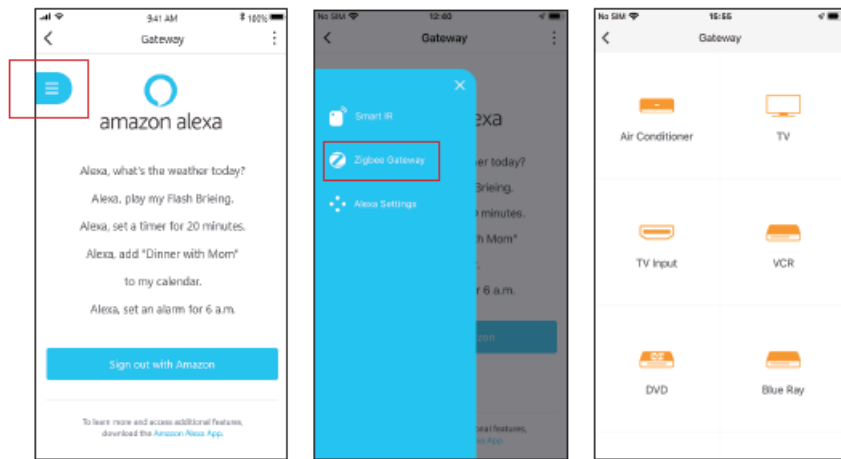 9:41 AM
100%
Gateway
amazon alexa
Alexa, what's the weather today?
Alexa, play my Flash Brieing.
Alexa, set a timer for 20 minutes.
Alexa, add "Dinner with Mom"
to my calendar.
Alexa, set an alarm for 6 a.m.
Sign out with Amazon
To learn more and access additional features,
download the Amazon Alexa App.
No SIM
12:40
Gateway
Smart IR
exa
Zigbee Gateway
er today?
Brieing.
Alexa Settings
minutes.
h Mom"
r 6 a.m.
zon
onal features,
xa App.
No SIM
15:55
Gateway
Air Conditioner
TV
TV Input
VCR
DVD
Blue Ray